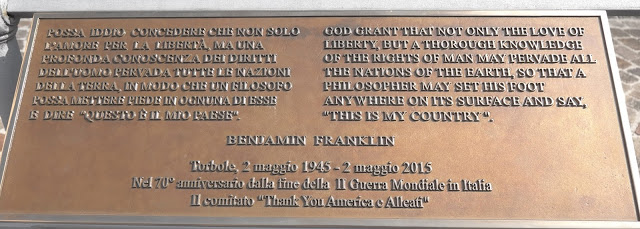 POSSA IDDIO CONCEDERE CHE NON SOLO
L'AMORE PER LA LIBERTÀ, MA UNA
PROFONDA CONOSCENZA DEI DIRITTI
DELL'UOMO PERVADA TUTTE LE NAZIONI
DELLA TERRA, IN MODO CHE UN FILOSOFO
POSSA METTERE PIEDE IN OGNUNA DI ESSE
E DIRE "QUESTO È IL MIO PAESE".
GOD GRANT THAT NOT ONLY THE LOVE OF
LIBERTY, BUT A THOROUGH KNOWLEDGE
OF THE RIGHTS OF MAN MAY PERVADE ALL
THE NATIONS OF THE EARTH, SO THAT A
PHILOSOPHER MAY SET HIS FOOT
ANYWHERE ON ITS SURFACE AND SAY,
"THIS IS MY COUNTRY".
BENJAMIN FRANKLIN
Torbole, 2 maggio 1945 - 2 maggio 2015
Nel 70° anniversario dalla fine della II Guerra Mondiale in Italia
Il comitato "Thank You America e Alleati"